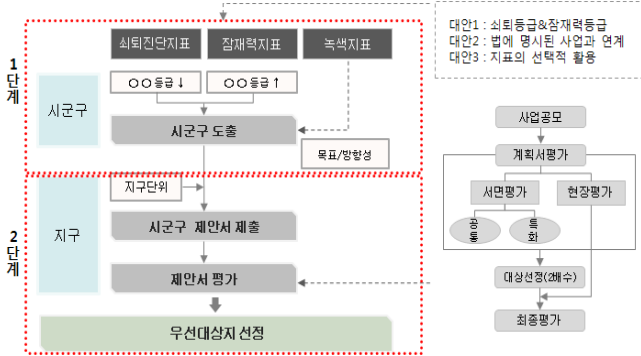 대안1 : 쇠퇴등급&잠재력등급
대안2 : 법에 명시된 사업과 연계
대안3 : 지표의 선택적 활용
1단계
쇠퇴진단지표
잠재력지표
녹색지표
시군구
○○등급↓
○○등급↑
시군구 도출
목표/방향성
2단계
지구
지구단위
시군구 제안서 제출
제안서 평가
우선대상지 선정
사업공모
계획서평가
서면평가
현장평가
공통
특화
대상선정(2배수)
최종평가